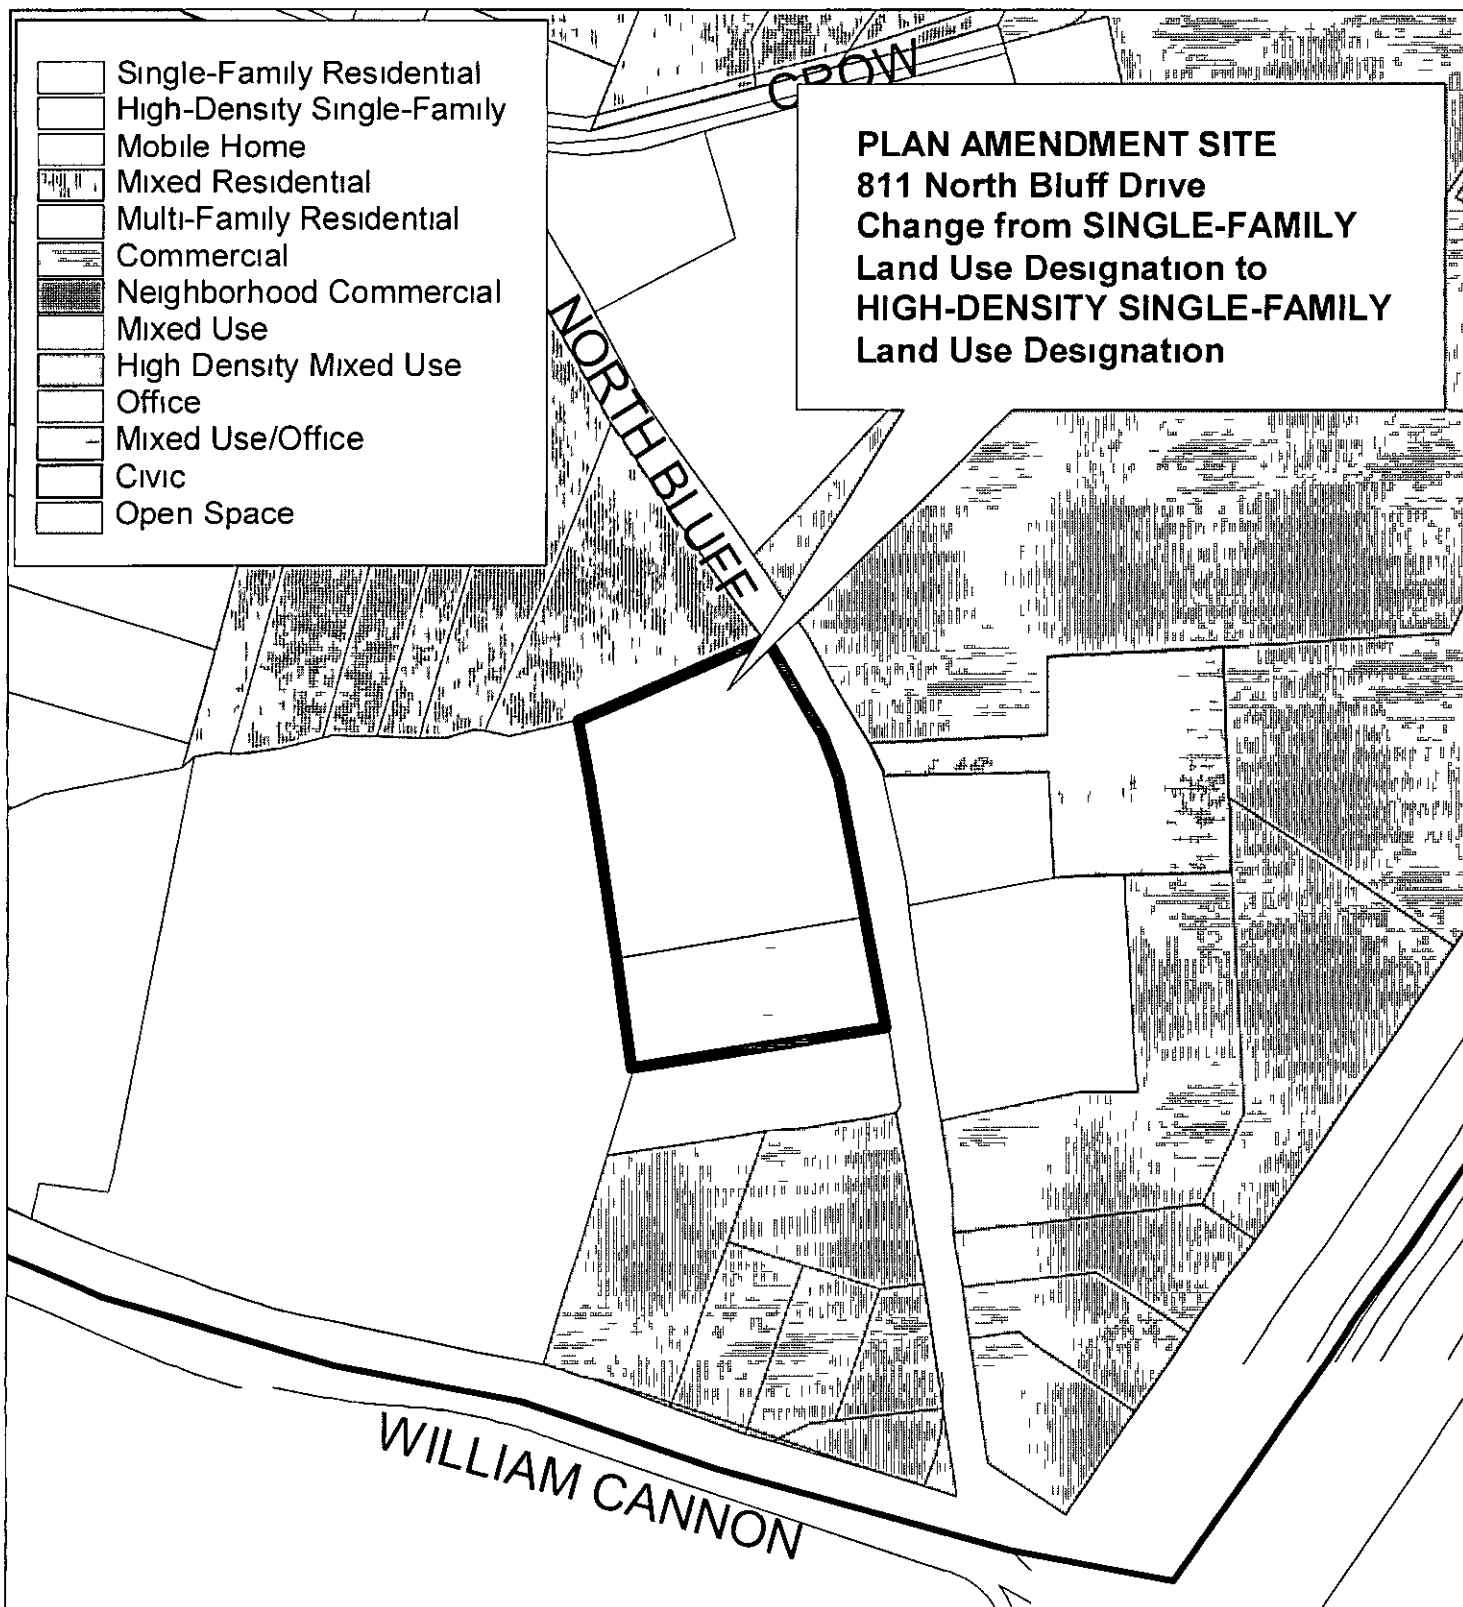 Single-Family Residential
High-Density Single-Family
Mobile Home
Mixed Residential
Multi-Family Residential
Commercial
Neighborhood Commercial
Mixed Use
High Density Mixed Use
Office
Mixed Use/Office
Civic
Open Space
CROW
PLAN AMENDMENT SITE
811 North Bluff Drive
Change from SINGLE-FAMILY
Land Use Designation to
HIGH-DENSITY SINGLE-FAMILY
Land Use Designation
NORTH BLUFF
WILLIAM CANNON